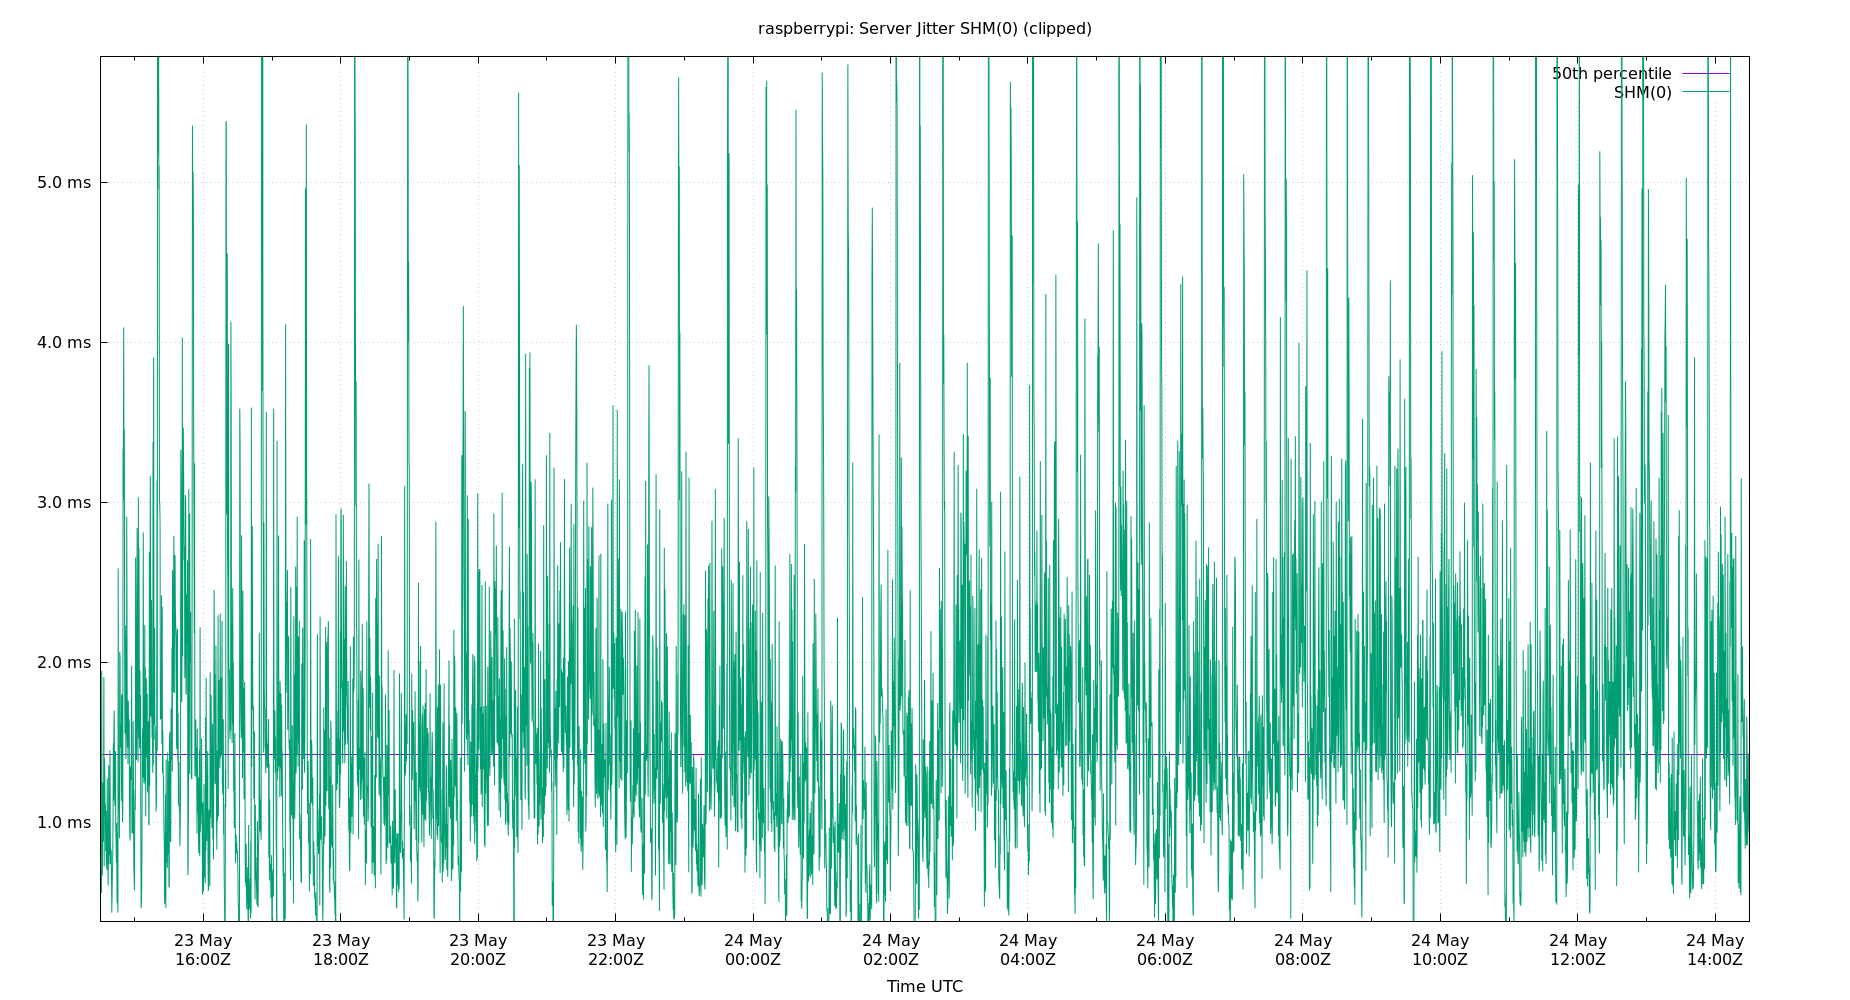 raspberrypi: Server Jitter SHM(0) (clipped)
50th percentile
SHM(0)
5.0 ms
4.0 ms
3.0 ms
2.0 ms
1.0 ms
23 May 23 May 23 May 23 May 24 May 24 May 24 May 24 May 24 May 24 May 24 May 24 May
16:00Z 18:00Z 20:00Z 22:00Z 00:00Z 02:00Z 04:00Z 06:00Z 08:00Z 10:00Z 12:00Z 14:00Z
Time UTC